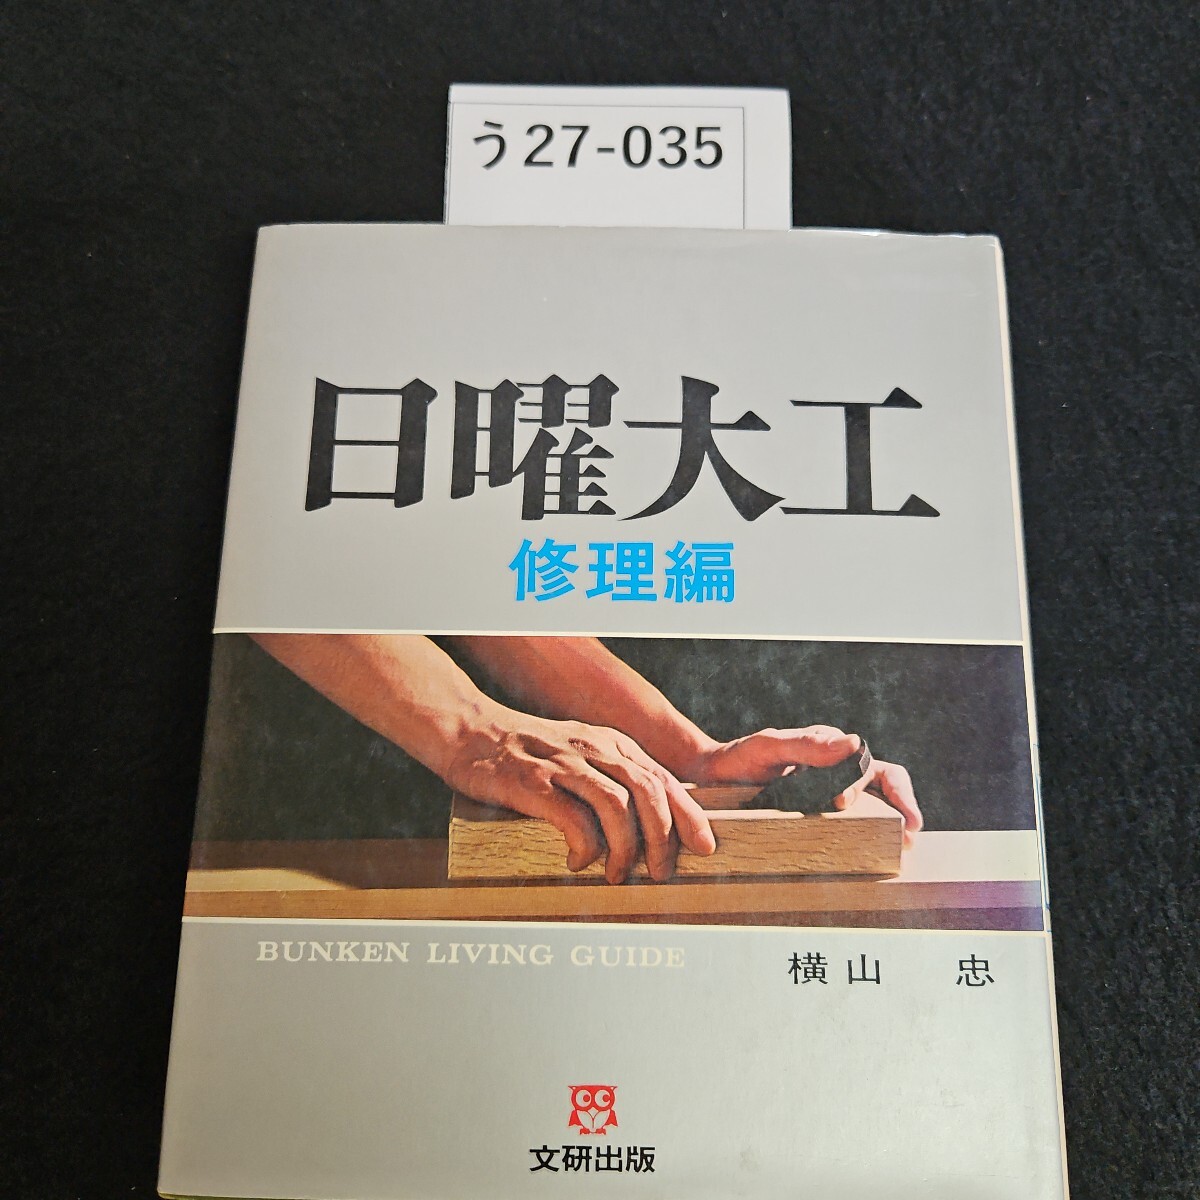 う27-035
日曜大工
修理編
BUNKEN LIVING GUIDE
横山 忠
文研出版